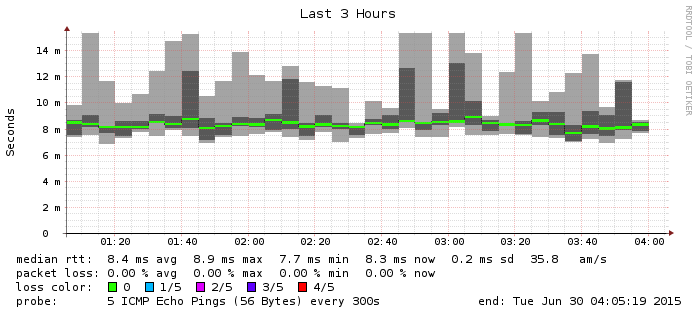 Last 3 Hours
RRDTOOL / TOBI OETIKER
Seconds
14 m
12 m
10 m
8 m
6 m
4 m
2 m
0
01:20 01:40 02:00 02:20 02:40 03:00 03:20 03:40 04:00
median rtt: 8.4 ms avg 8.9 ms max 7.7 ms min 8.3 ms now 0.2 ms sd 35.8 am/s
packet loss: 0.00 % avg 0.00 % max 0.00 % min 0.00 % now
loss color: 0 1/5 2/5 3/5 4/5
probe: 5 ICMP Echo Pings (56 Bytes) every 300s end: Tue Jun 30 04:05:19 2015